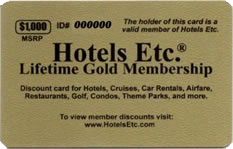 $1,000
MSRP
ID# 000000
The holder of this card is a
valid member of Hotels Etc.
Hotels Etc.®
Lifetime Gold Membership
Discount card for Hotels, Cruises, Car Rentals, Airfare,
Restaurants, Golf, Condos, Theme Parks, and more.
To view member discounts visit:
www.HotelsEtc.com